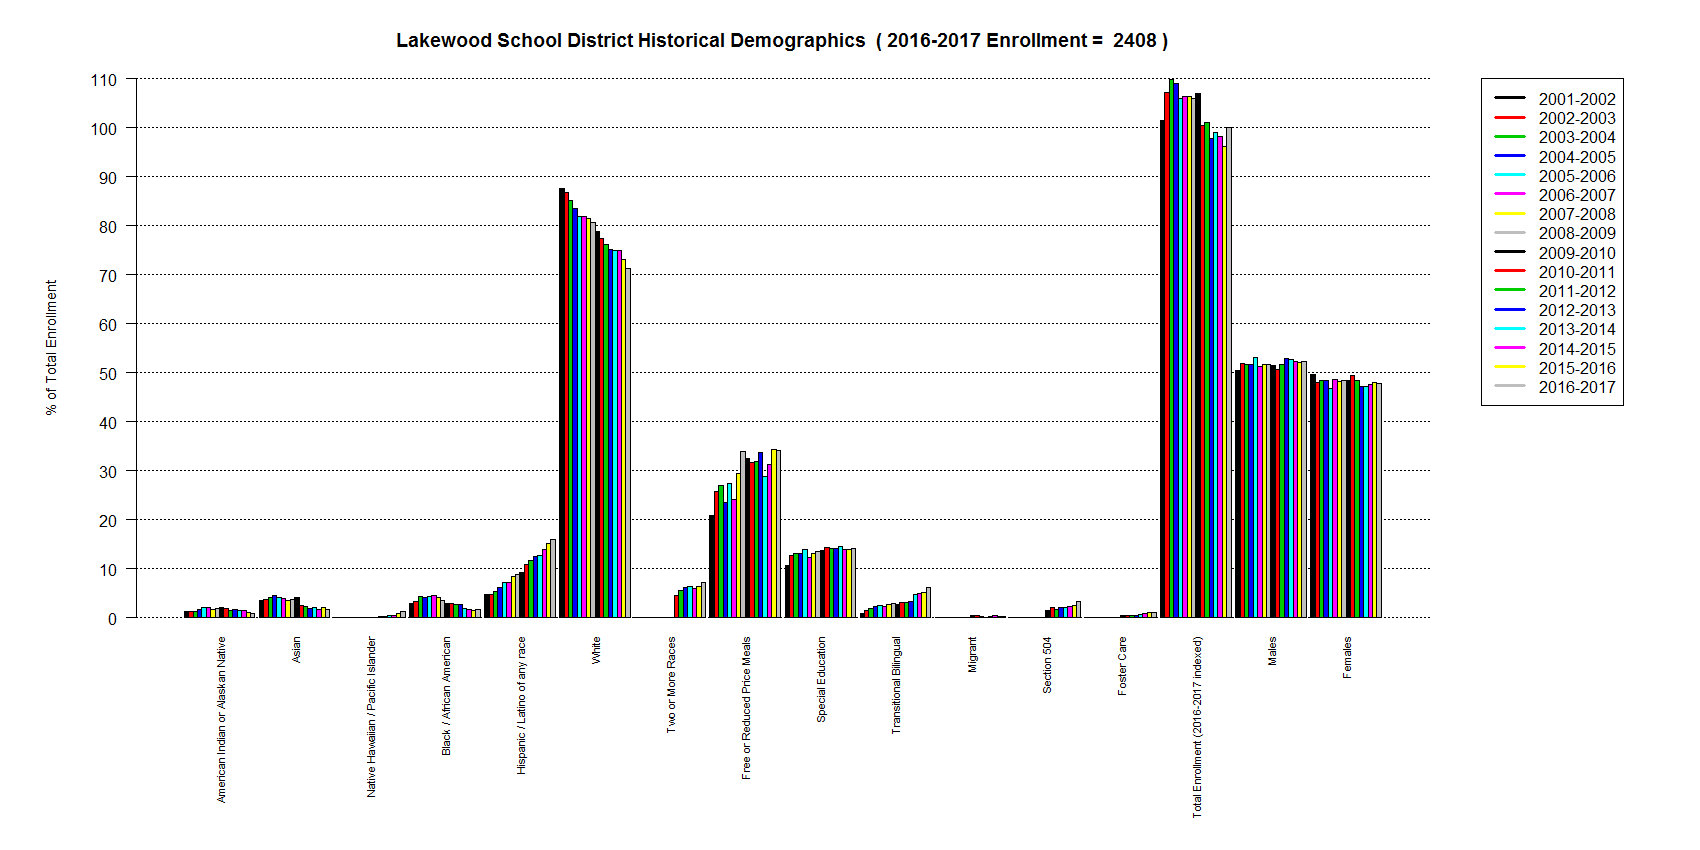 Lakewood School District Historical Demographics ( 2016-2017 Enrollment = 2408 )
% of Total Enrollment
110
100
90
80
70
60
50
40
30
20
10
0
American Indian or Alaskan Native
Asian
Native Hawaiian / Pacific Islander
Black / African American
Hispanic / Latino of any race
White
Two or More Races
Free or Reduced Price Meals
Special Education
Transitional Bilingual
Migrant
Section 504
Foster Care
Total Enrollment (2016-2017 indexed)
Males
Females
2001-2002
2002-2003
2003-2004
2004-2005
2005-2006
2006-2007
2007-2008
2008-2009
2009-2010
2010-2011
2011-2012
2012-2013
2013-2014
2014-2015
2015-2016
2016-2017